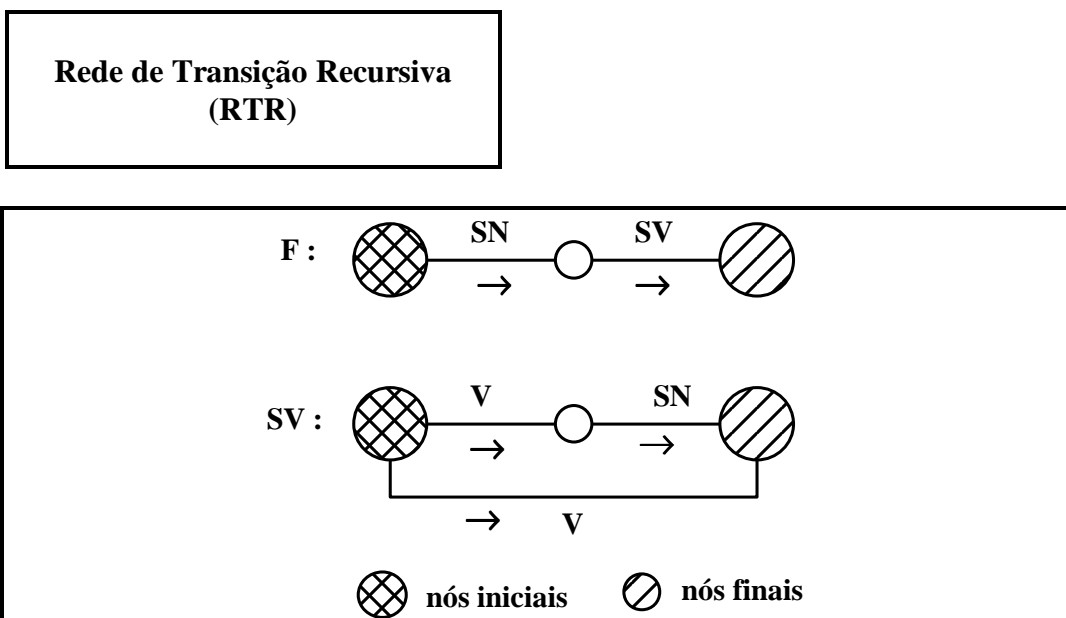 Rede de Transição Recursiva
(RTR)
F : SN SV
→ →
SV : V SN
→ →
→ V
nós iniciais nós finais